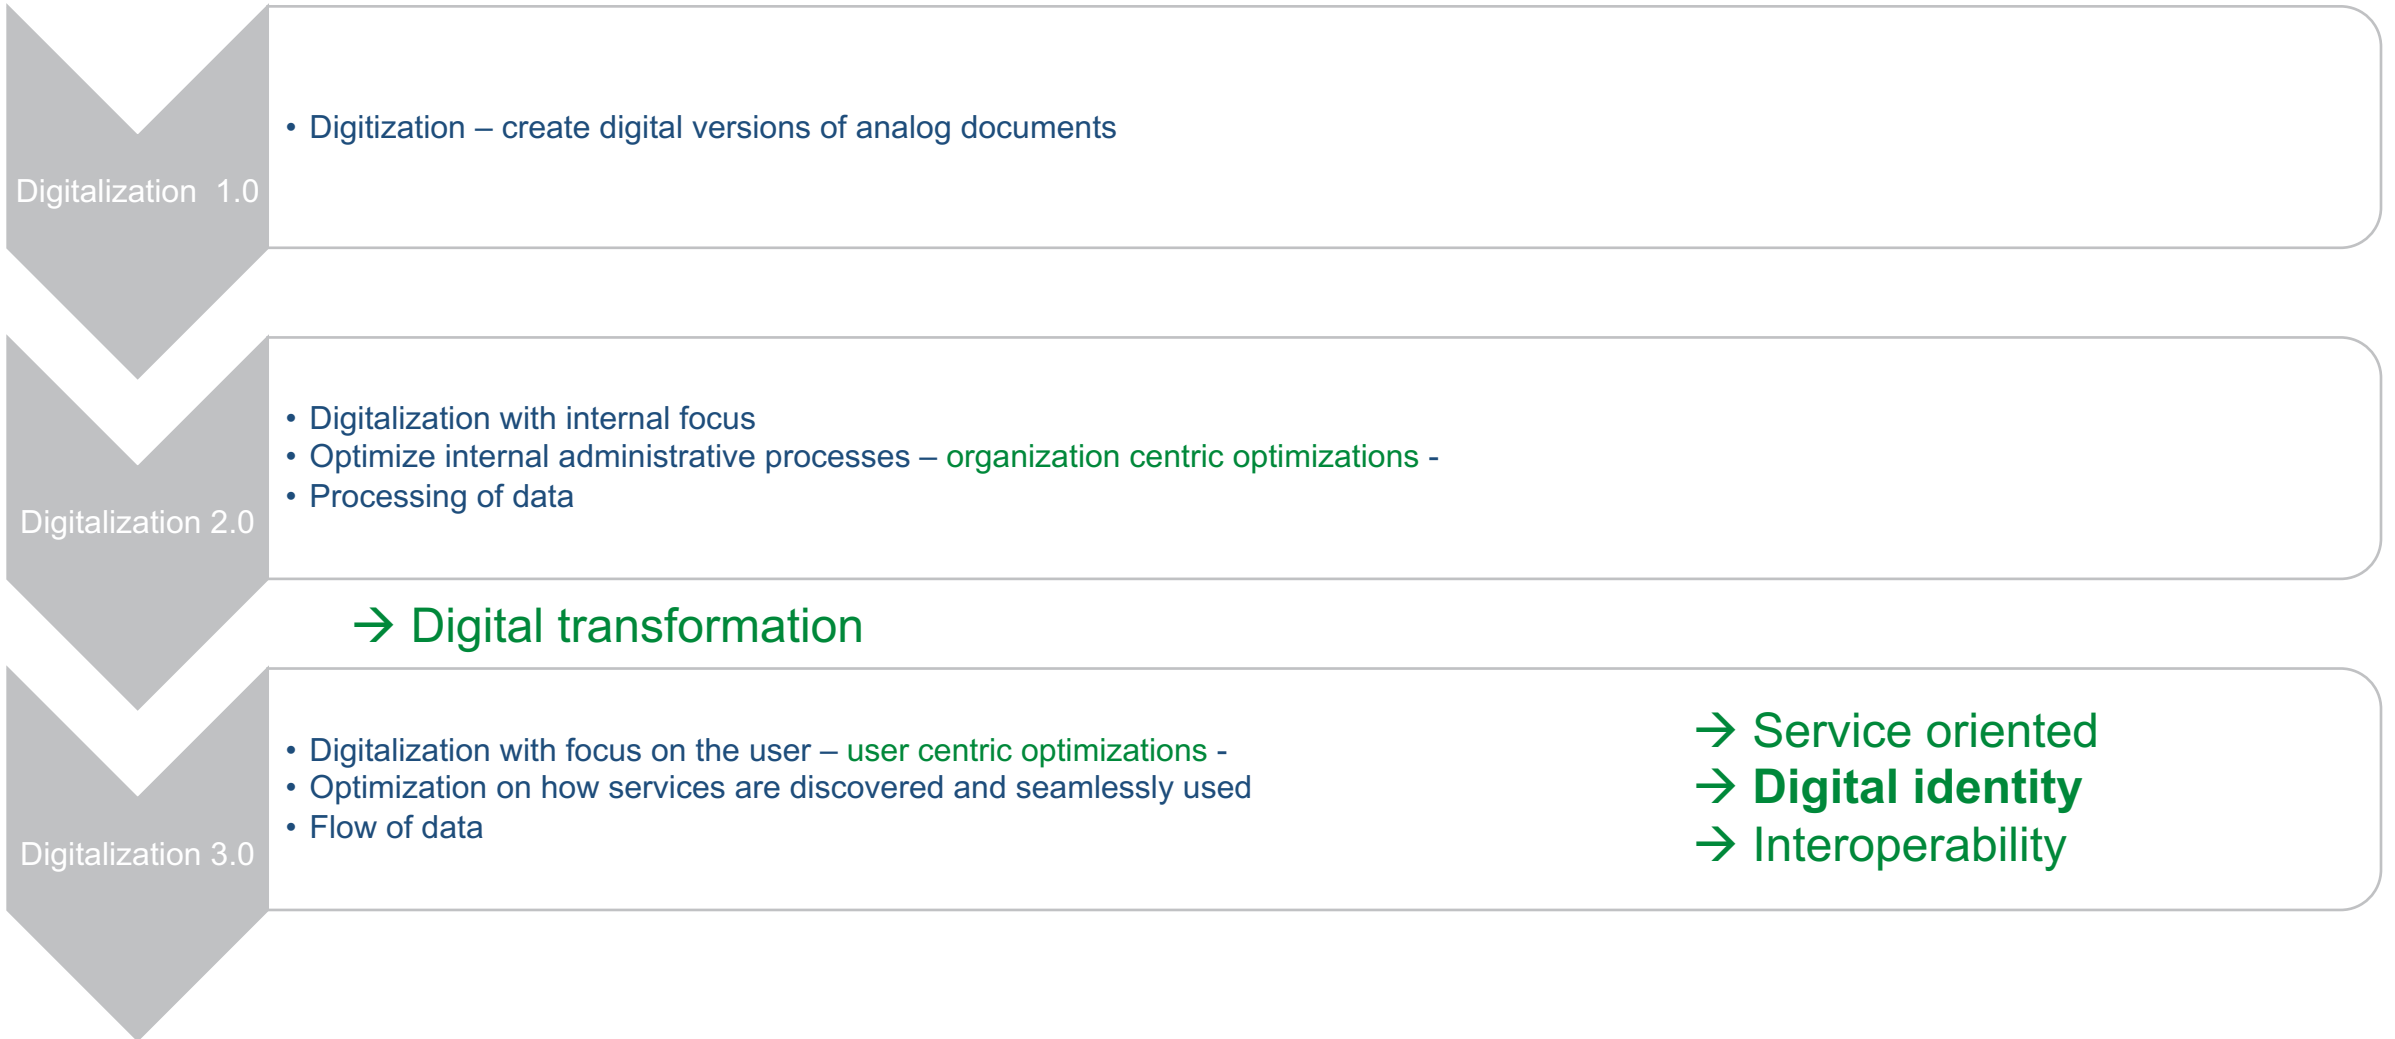 Digitalization  1.0
• Digitization – create digital versions of analog documents
Digitalization 2.0
• Digitalization with internal focus
• Optimize internal administrative processes – organization centric optimizations -
• Processing of data
→ Digital transformation
Digitalization 3.0
• Digitalization with focus on the user – user centric optimizations -
• Optimization on how services are discovered and seamlessly used
• Flow of data
→ Service oriented
→ Digital identity
→ Interoperability